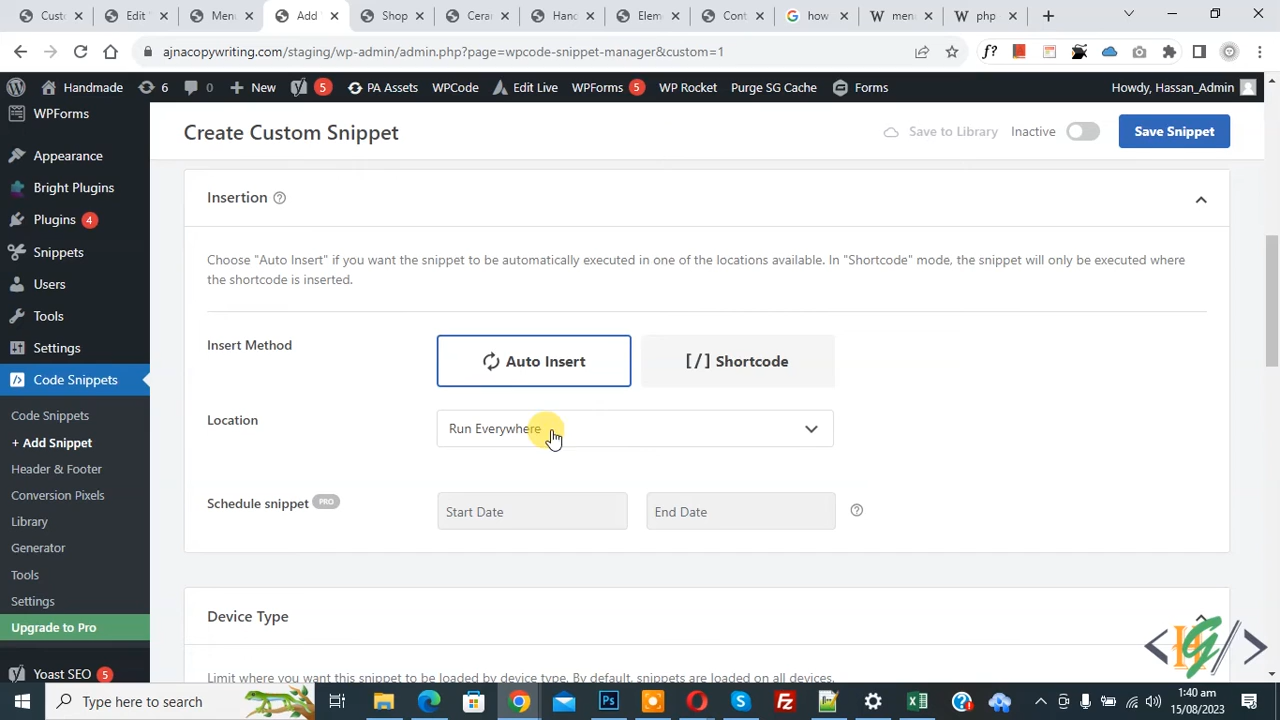 Custo
Edit
Menu
Add
Shop
Ceran
Hand
Elem
Cont
how
men
php
ajnacopywriting.com/staging/wp-admin/admin.php?page=wpcode-snippet-manager&custom=1
Handmade
6
0
New
5
PA Assets
WPCode
Edit Live
WPForms
5
WP Rocket
Purge SG Cache
Forms
Howdy, Hassan_Admin
WPForms
Appearance
Bright Plugins
Plugins 4
Snippets
Users
Tools
Settings
Code Snippets
Code Snippets
+ Add Snippet
Header & Footer
Conversion Pixels
Library
Generator
Tools
Settings
Upgrade to Pro
Yoast SEO 5
Create Custom Snippet
Save to Library
Inactive
Save Snippet
Insertion
Choose "Auto Insert" if you want the snippet to be automatically executed in one of the locations available. In "Shortcode" mode, the snippet will only be executed where
the shortcode is inserted.
Insert Method
Auto Insert
[/] Shortcode
Location
Run Everywhere
Schedule snippet PRO
Start Date
End Date
Device Type
Limit where you want this snippet to be loaded by device type. By default, snippets are loaded on all devices.
Type here to search
1:40 am
15/08/2023